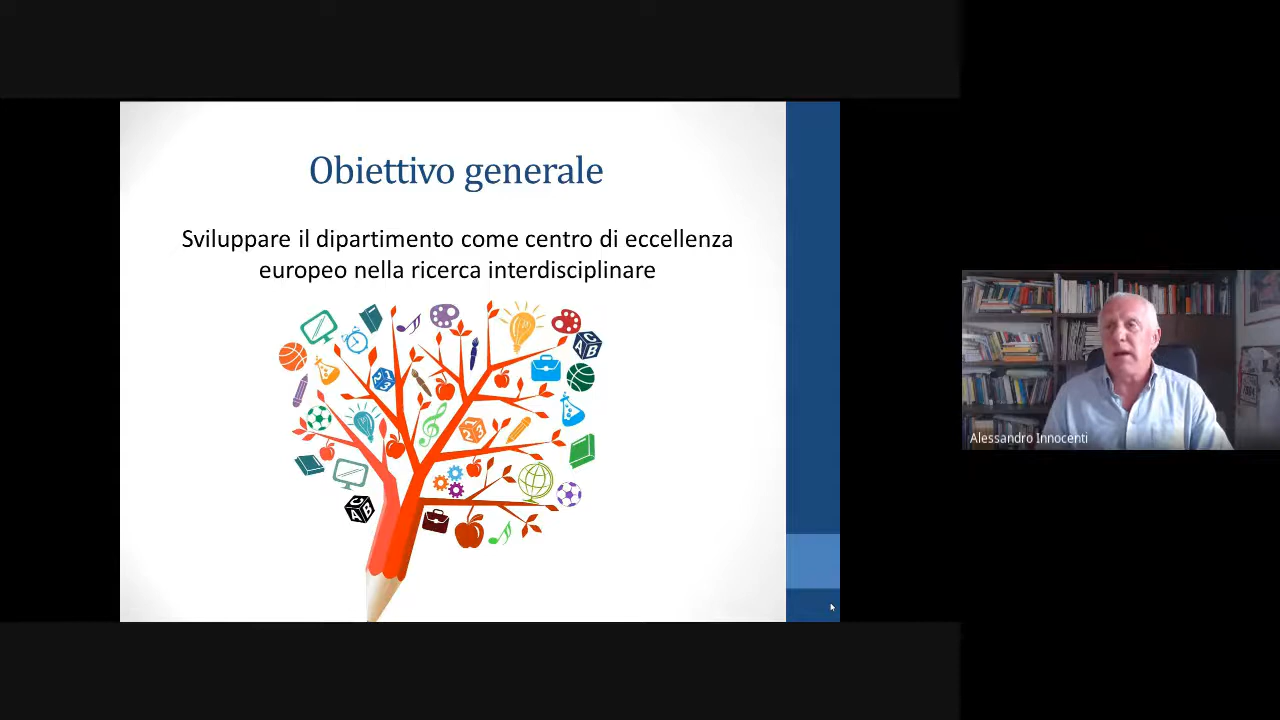 Obiettivo generale
Sviluppare il dipartimento come centro di eccellenza
europeo nella ricerca interdisciplinare
Alessandro Innocenti